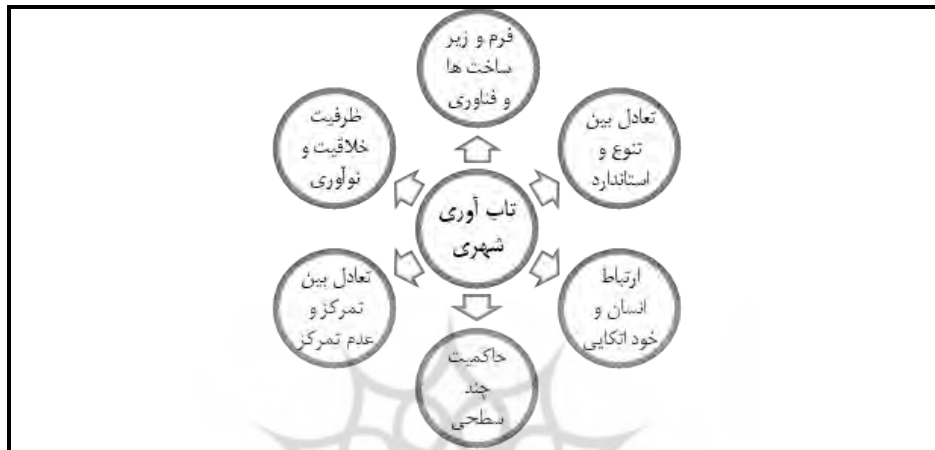 فرم و زیر
ساخت ها
و فناوری
تعادل بین
تنوع و
استاندارد
ارتباط
انسان و
خود اتکایی
حاکمیت
چند
سطحی
تعادل بین
تمرکز و
عدم تمرکز
ظرفیت
خلاقیت و
نوآوری
تاب آوری
شهری